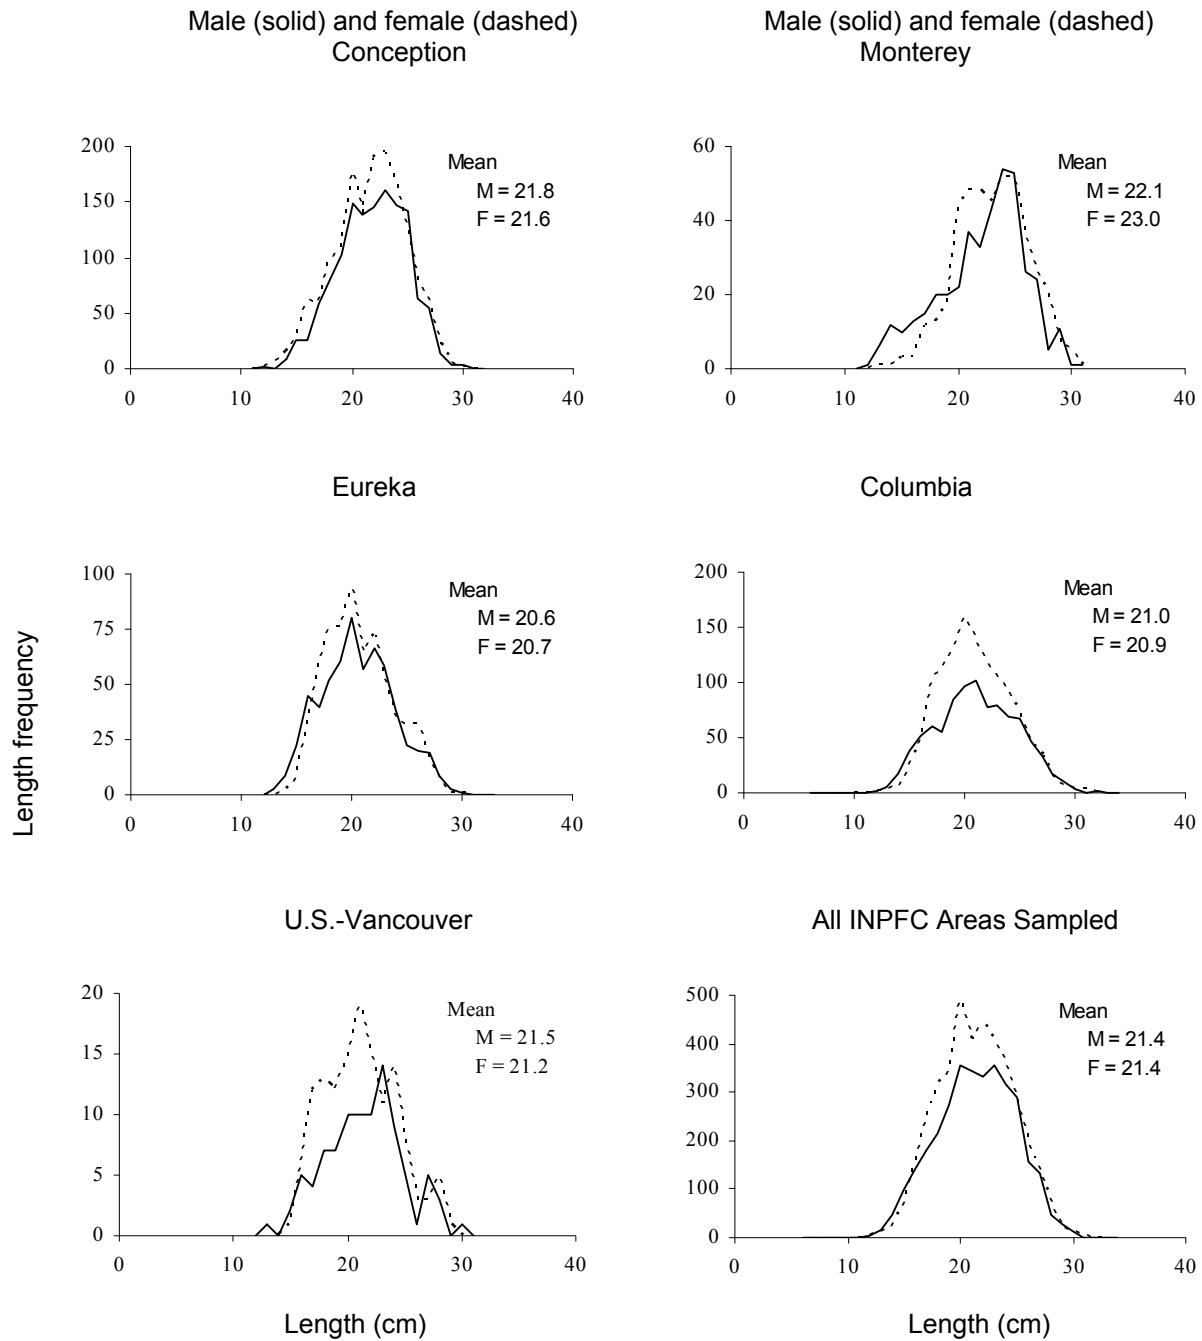 Male (solid) and female (dashed)
Conception
200
150
100
50
0
0 10 20 30 40
Mean
M = 21.8
F = 21.6
Male (solid) and female (dashed)
Monterey
60
40
20
0
0 10 20 30 40
Mean
M = 22.1
F = 23.0
Eureka
100
75
50
25
0
0 10 20 30 40
Mean
M = 20.6
F = 20.7
Columbia
200
150
100
50
0
0 10 20 30 40
Mean
M = 21.0
F = 20.9
Length frequency
U.S.-Vancouver
20
15
10
5
0
0 10 20 30 40
Mean
M = 21.5
F = 21.2
Length (cm)
All INPFC Areas Sampled
500
400
300
200
100
0
0 10 20 30 40
Mean
M = 21.4
F = 21.4
Length (cm)